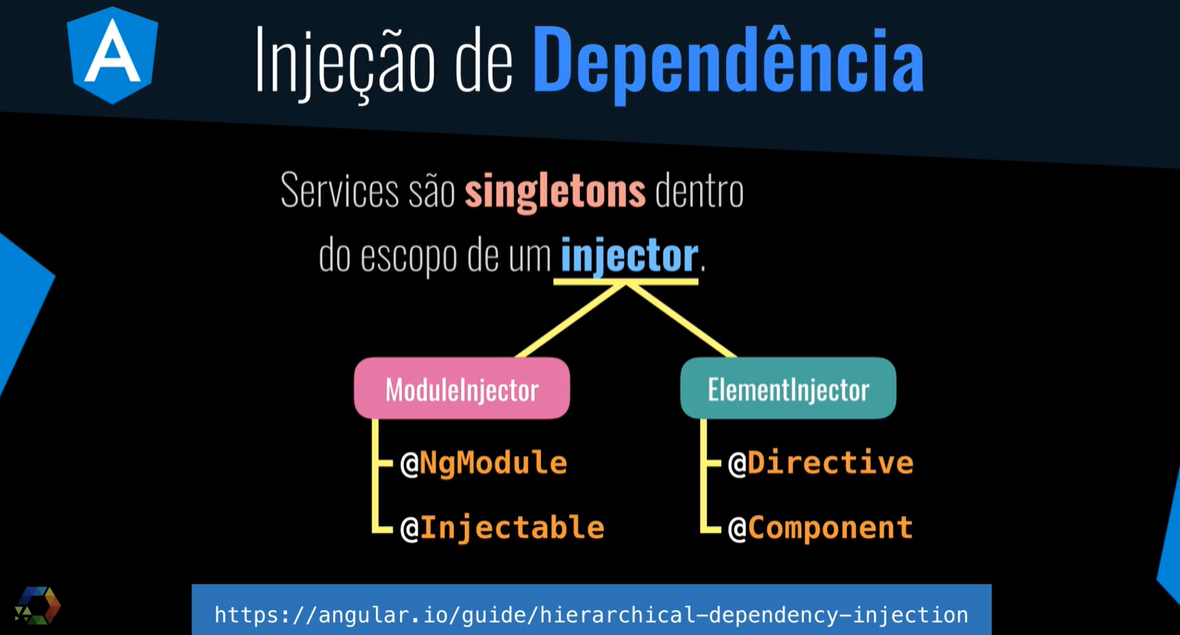 A
Injeção de Dependência
Services são singletons dentro
do escopo de um injector.
ModuleInjector
ElementInjector
@NgModule
@Injectable
@Directive
@Component
https://angular.io/guide/hierarchical-dependency-injection